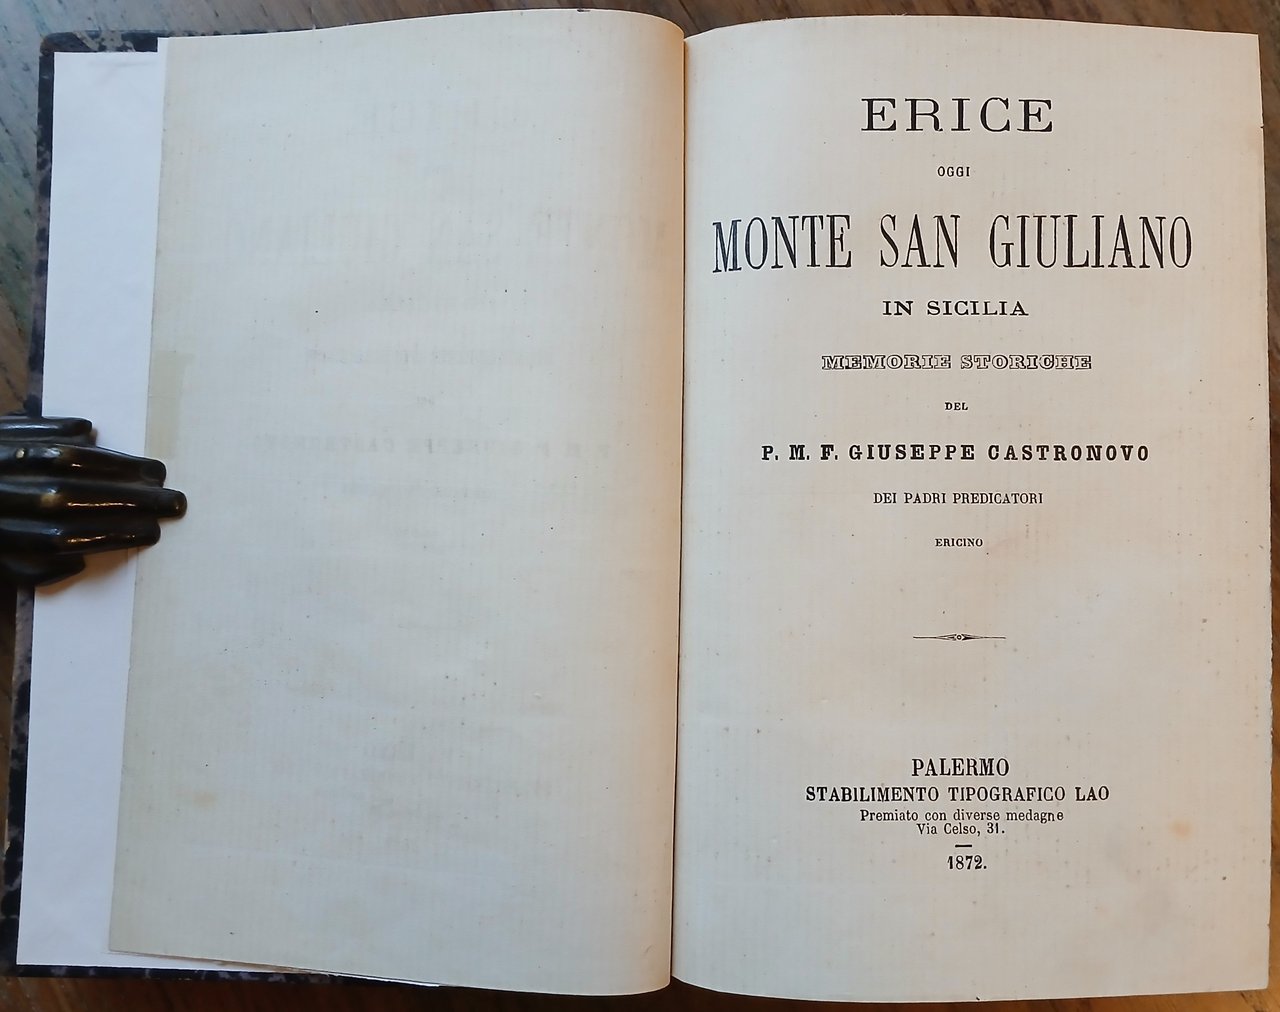 ERICE
OGGI
MONTE SAN GIULIANO
IN SICILIA
MEMORIE STORICHE
DEL
P. M. F. GIUSEPPE CASTRONOVO
DEI PADRI PREDICATORI
ERICINO
PALERMO
STABILIMENTO TIPOGRAFICO LAO
Premiato con diverse medagne
Via Celso, 31.
1872.